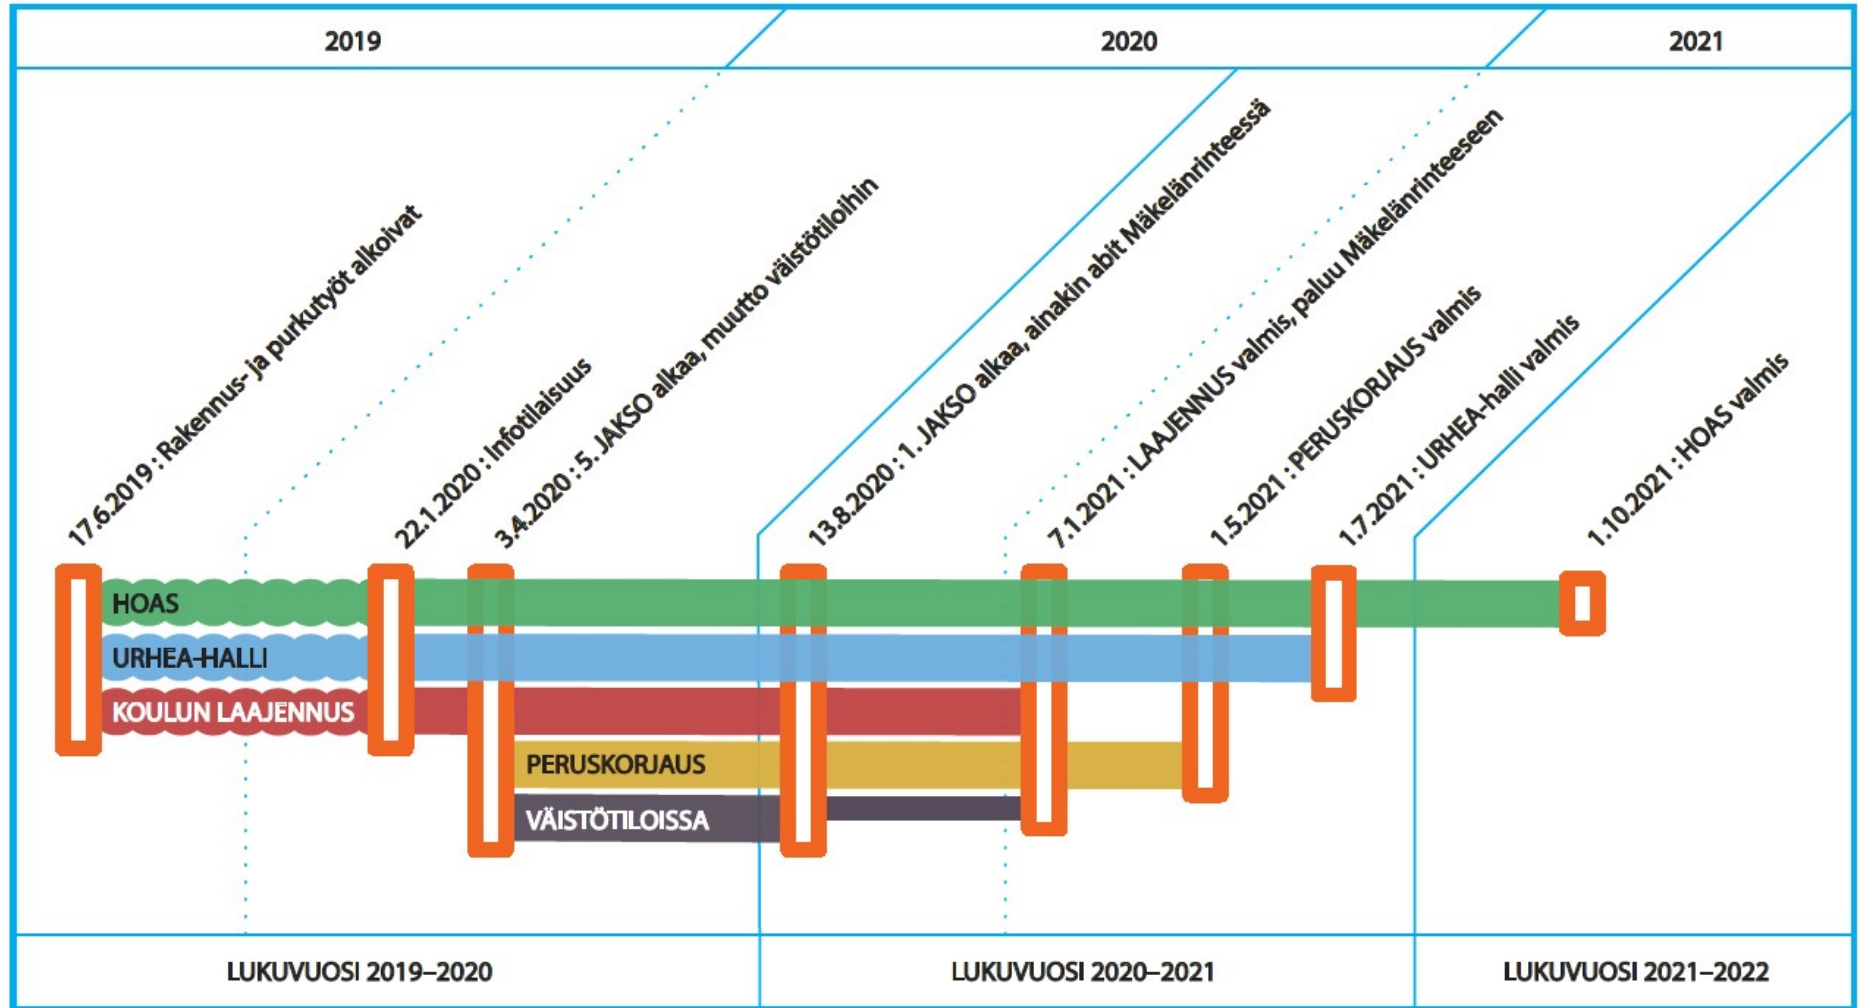 2019
2020
2021
17.6.2019 : Rakennus- ja purkutyöt alkoivat
22.1.2020 : Infotilaisuus
3.4.2020 : 5. JAKSO alkaa, muutto väistötiloihin
13.8.2020 : 1. JAKSO alkaa, ainakin abit Mäkelänrinteessä
7.1.2021 : LAAJENNUS valmis, paluu Mäkelänrinteeseen
1.5.2021 : PERUSKORJAUS valmis
1.7.2021 : URHEA-halli valmis
1.10.2021 : HOAS valmis
HOAS
URHEA-HALLI
KOULUN LAAJENNUS
PERUSKORJAUS
VÄISTÖTILOISSA
LUKUVUOSI 2019–2020
LUKUVUOSI 2020–2021
LUKUVUOSI 2021–2022